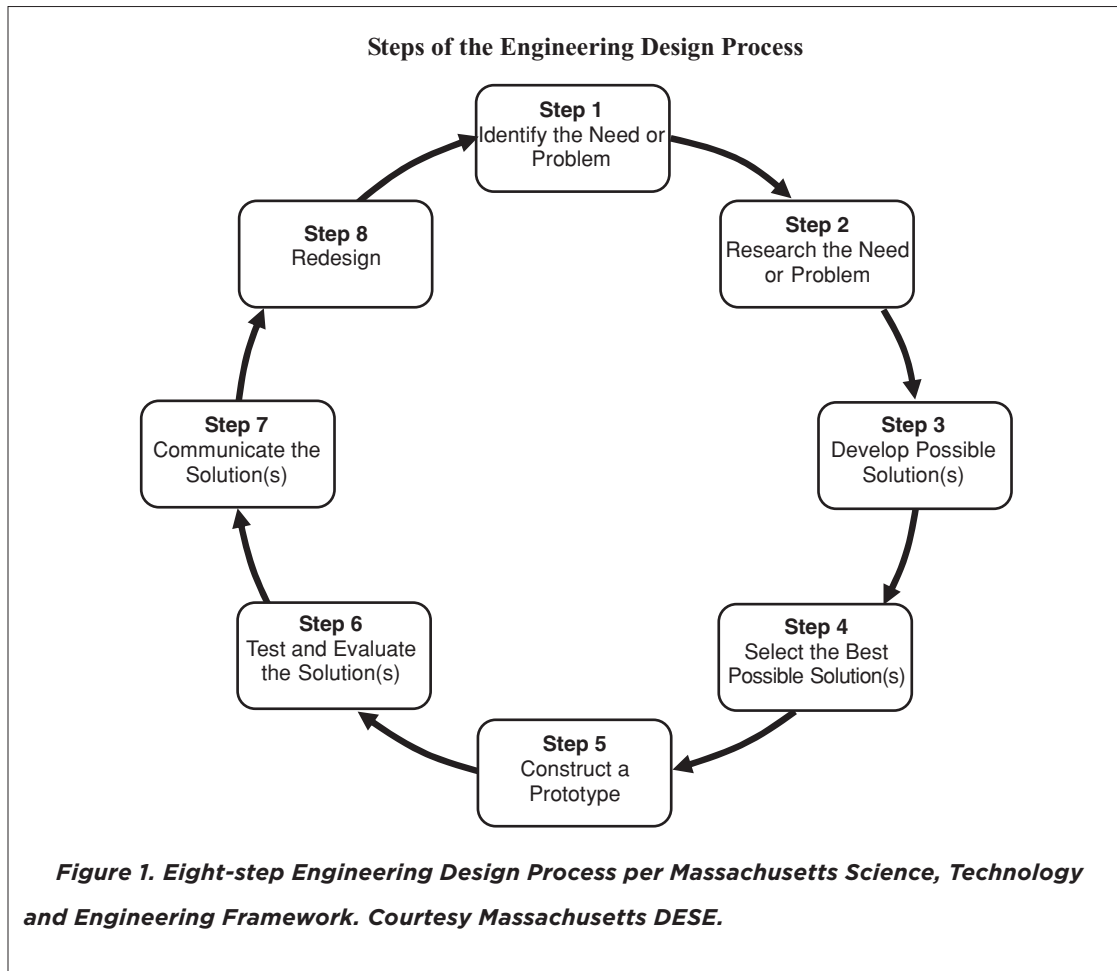 Steps of the Engineering Design Process
Step 1
Identify the Need or
Problem
Step 2
Research the Need
or Problem
Step 3
Develop Possible
Solution(s)
Step 4
Select the Best
Possible Solution(s)
Step 5
Construct a
Prototype
Step 6
Test and Evaluate
the Solution(s)
Step 7
Communicate the
Solution(s)
Step 8
Redesign
Figure 1. Eight-step Engineering Design Process per Massachusetts Science, Technology
and Engineering Framework. Courtesy Massachusetts DESE.